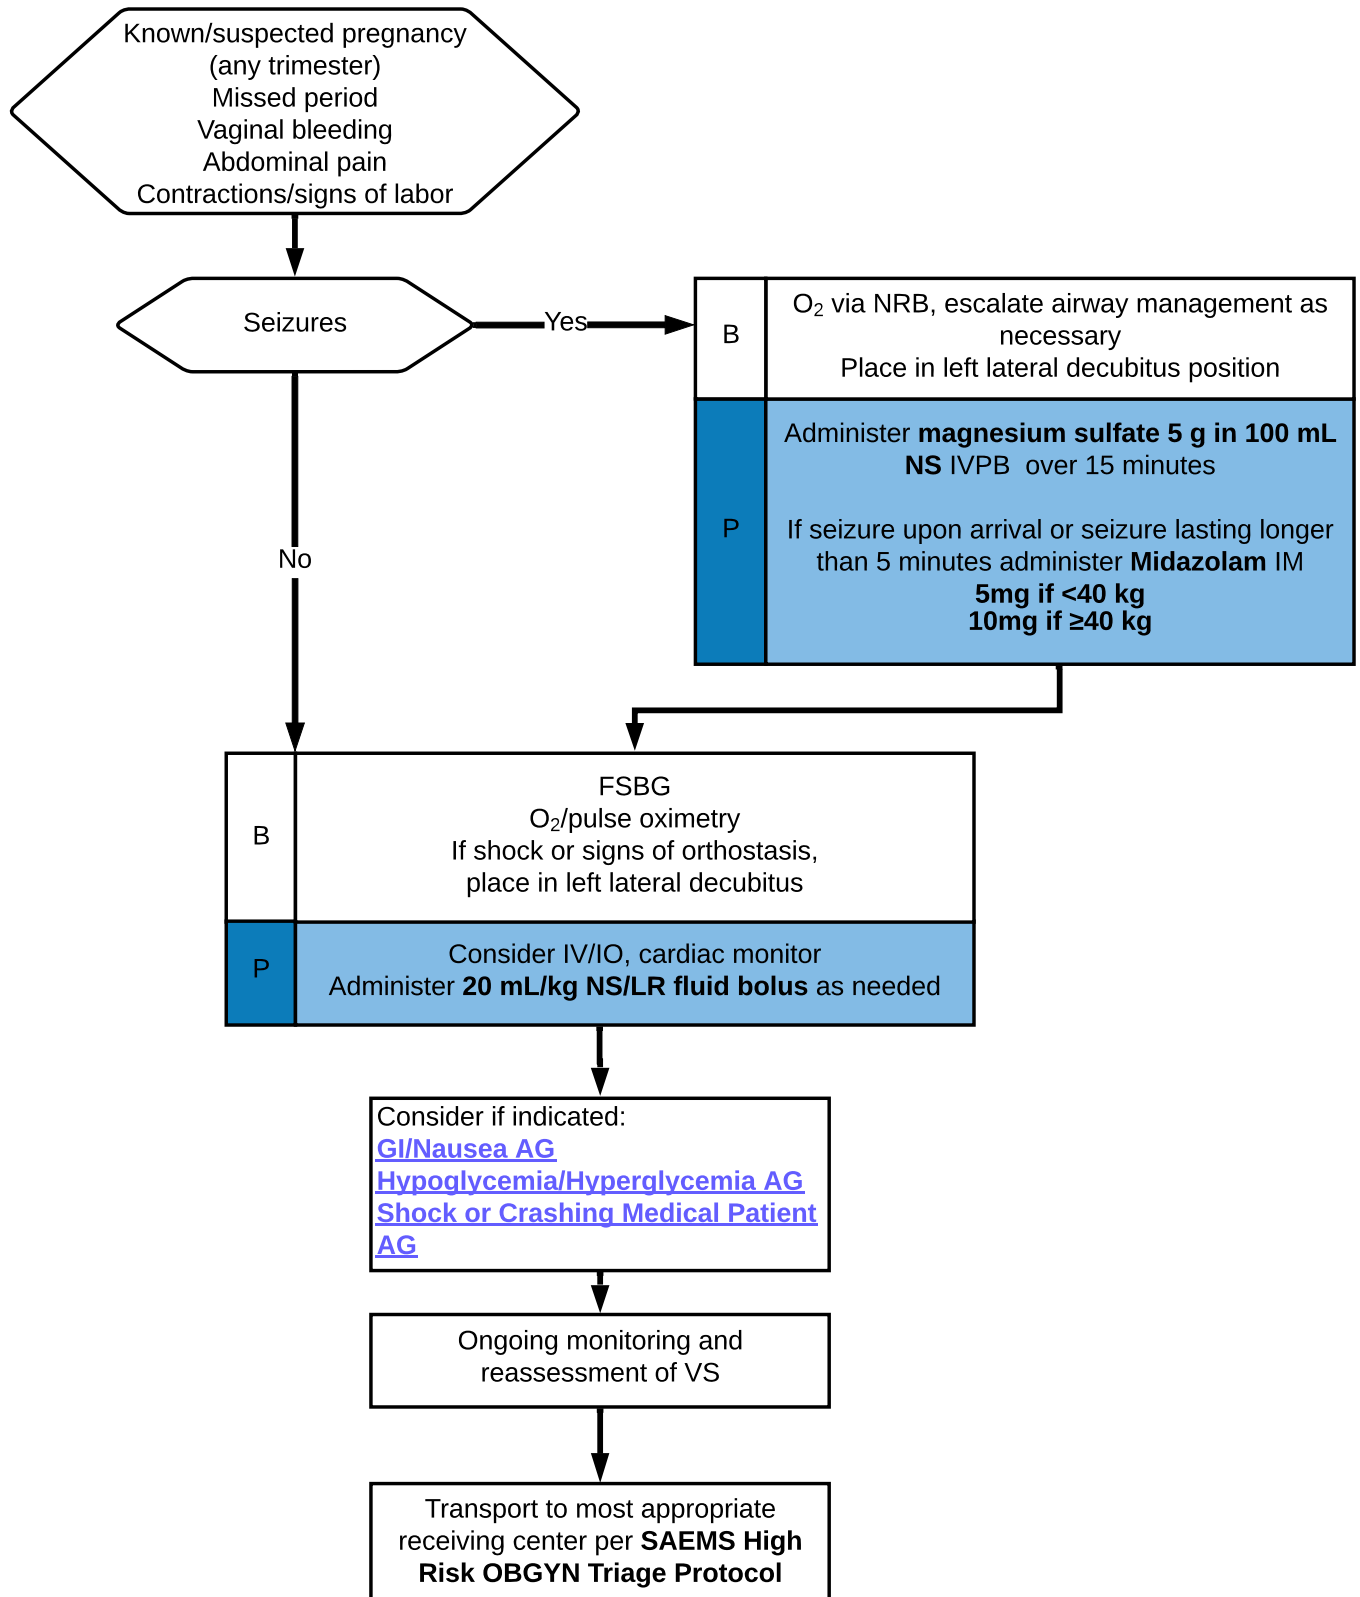 Known/suspected pregnancy
(any trimester)
Missed period
Vaginal bleeding
Abdominal pain
Contractions/signs of labor
Seizures
Yes
B
O₂ via NRB, escalate airway management as
necessary
Place in left lateral decubitus position
P
Administer magnesium sulfate 5 g in 100 mL
NS IVPB  over 15 minutes
If seizure upon arrival or seizure lasting longer
than 5 minutes administer Midazolam IM
5mg if <40 kg
10mg if ≥40 kg
No
B
FSBG
O₂/pulse oximetry
If shock or signs of orthostasis,
place in left lateral decubitus
P
Consider IV/IO, cardiac monitor
Administer 20 mL/kg NS/LR fluid bolus as needed
Consider if indicated:
GI/Nausea AG
Hypoglycemia/Hyperglycemia AG
Shock or Crashing Medical Patient
AG
Ongoing monitoring and
reassessment of VS
Transport to most appropriate
receiving center per SAEMS High
Risk OBGYN Triage Protocol